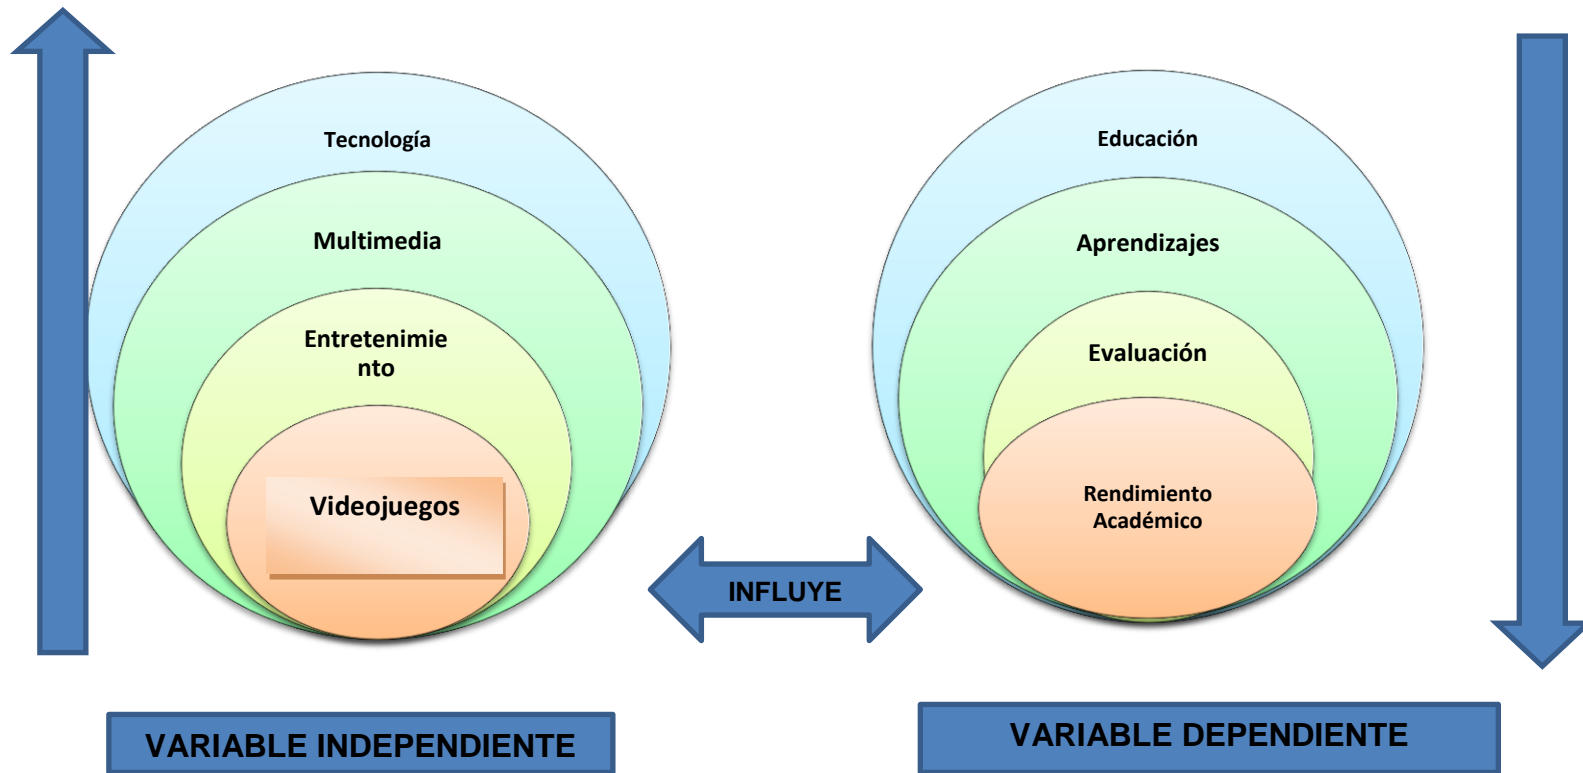 Tecnología
Multimedia
Entretenimie
nto
Videojuegos
Educación
Aprendizajes
Evaluación
Rendimiento
Académico
INFLUYE
VARIABLE INDEPENDIENTE
VARIABLE DEPENDIENTE